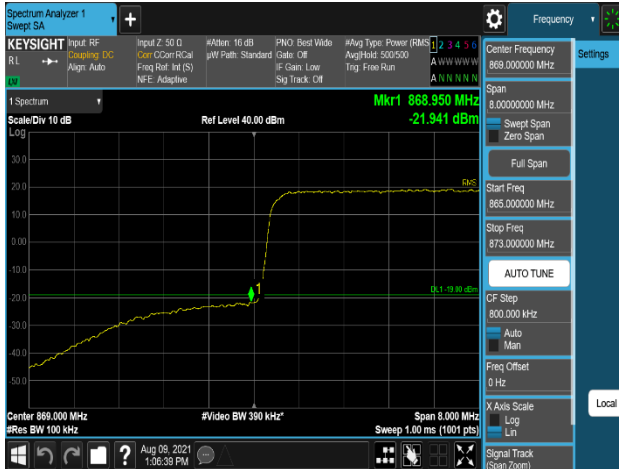 Spectrum Analyzer 1
Swept SA
+
Frequency
KEYSIGHT
R L
LV
Input: RF
Coupling: DC
Align: Auto
Input Z: 50 Ω
Corr CCorr RCal
Freq Ref: Int (S)
NFE: Adaptive
#Atten: 16 dB
µW Path: Standard
PNO: Best Wide
Gate: Off
IF Gain: Low
Sig Track: Off
#Avg Type: Power (RMS
Avg|Hold: 500/500
Trig: Free Run
1 2 3 4 5 6
A W W W W W
A N N N N N
1 Spectrum
Scale/Div 10 dB
Log
Ref Level 40.00 dBm
Mkr1 868.950 MHz
-21.941 dBm
30.0
20.0
10.0
0.00
-10.0
-20.0
-30.0
-40.0
-50.0
RMS
1
DL1 -19.00 dBm
Center 869.000 MHz
#Res BW 100 kHz
#Video BW 390 kHz*
Span 8.000 MHz
Sweep 1.00 ms (1001 pts)
?
Aug 09, 2021
1:06:39 PM
Center Frequency
869.000000 MHz
Span
8.00000000 MHz
Swept Span
Zero Span
Full Span
Start Freq
865.000000 MHz
Stop Freq
873.000000 MHz
AUTO TUNE
CF Step
800.000 kHz
Auto
Man
Freq Offset
0 Hz
X Axis Scale
Log
Lin
Signal Track
(Span Zoom)
Settings
Local